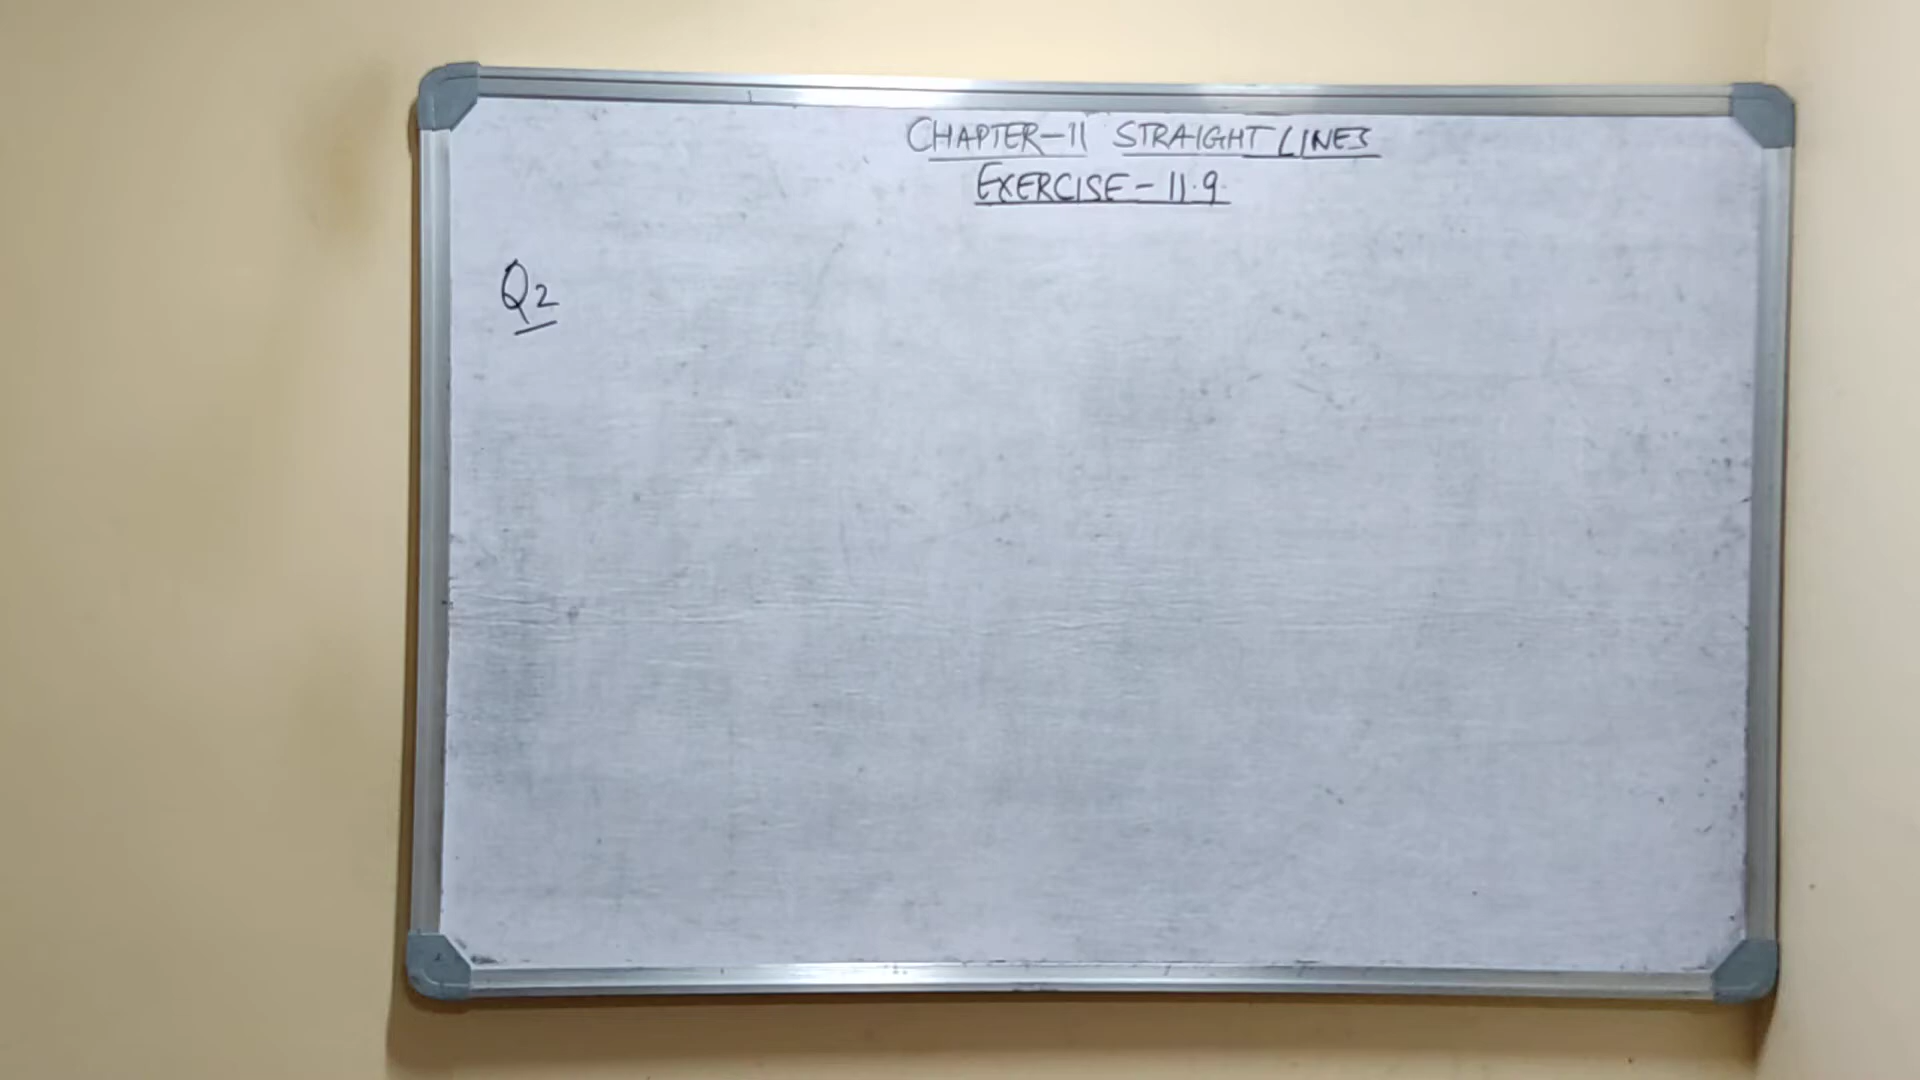 CHAPTER-11 STRAIGHT LINES
EXERCISE - 11.9.
Q2